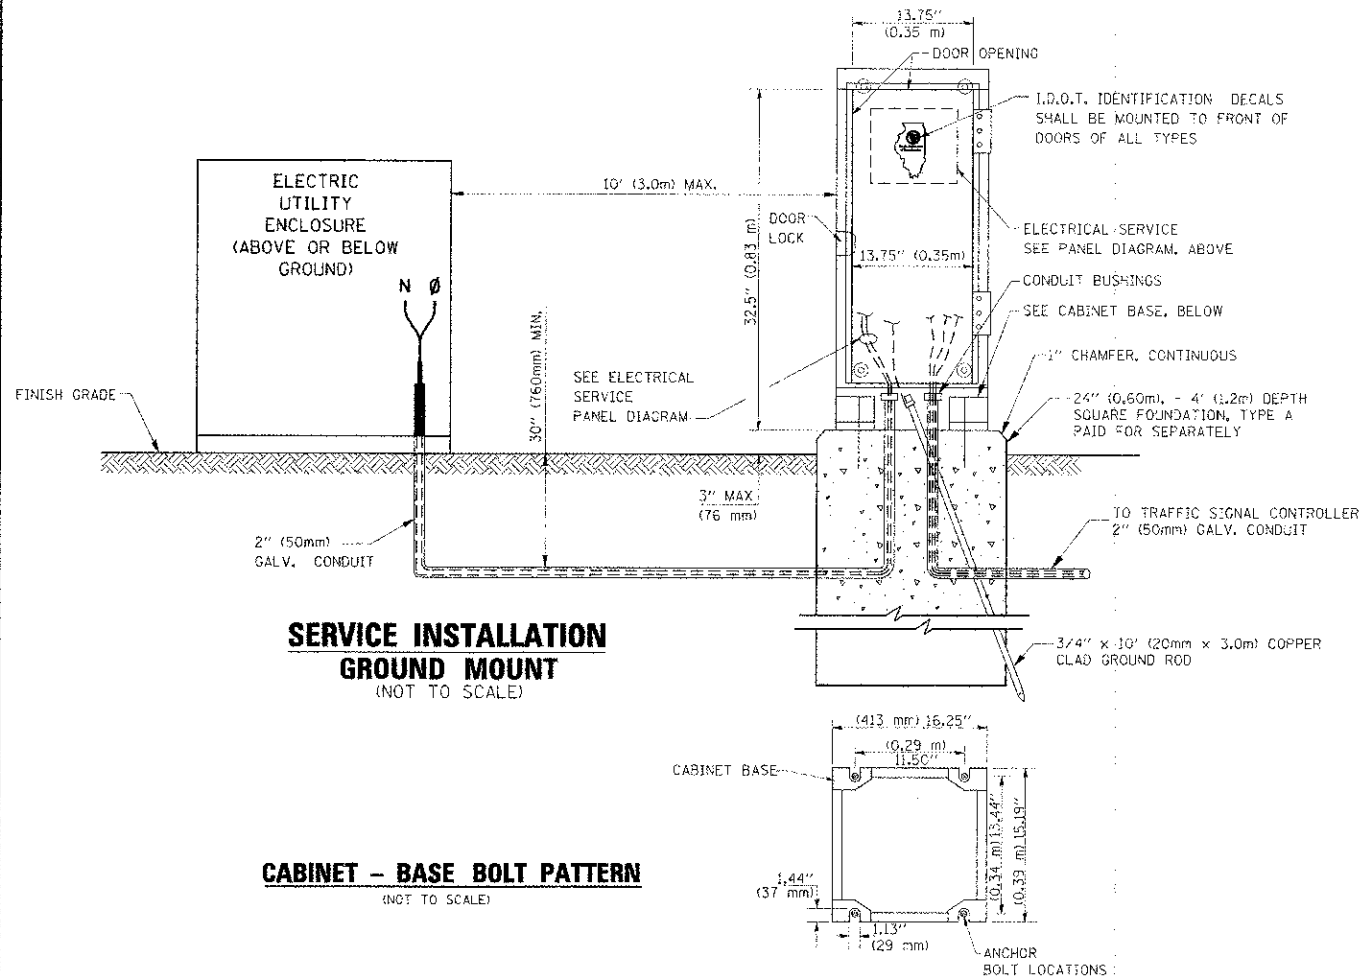 13.75"
(0.35 m)
DOOR OPENING
I.D.O.T. IDENTIFICATION DECALS
SHALL BE MOUNTED TO FRONT OF
DOORS OF ALL TYPES
ELECTRIC
UTILITY
ENCLOSURE
(ABOVE OR BELOW
GROUND)
N Ø
10' (3.0m) MAX.
DOOR
LOCK
32.5" (0.83 m)
13.75" (0.35m)
ELECTRICAL SERVICE
SEE PANEL DIAGRAM, ABOVE
CONDUIT BUSHINGS
SEE CABINET BASE, BELOW
1" CHAMFER, CONTINUOUS
24" (0.60m), - 4' (1.2m) DEPTH
SQUARE FOUNDATION, TYPE A
PAID FOR SEPARATELY
FINISH GRADE
30" (760mm) MIN.
SEE ELECTRICAL
SERVICE
PANEL DIAGRAM
3" MAX
(76 mm)
2" (50mm)
GALV. CONDUIT
TO TRAFFIC SIGNAL CONTROLLER
2" (50mm) GALV. CONDUIT
SERVICE INSTALLATION
GROUND MOUNT
(NOT TO SCALE)
3/4" x 10' (20mm x 3.0m) COPPER
CLAD GROUND ROD
(413 mm) 16.25"
(0.29 m)
11.50"
CABINET BASE
(0.34 m) 13.44"
(0.39 m) 15.19"
CABINET – BASE BOLT PATTERN
(NOT TO SCALE)
1.44"
(37 mm)
1.13"
(29 mm)
ANCHOR
BOLT LOCATIONS